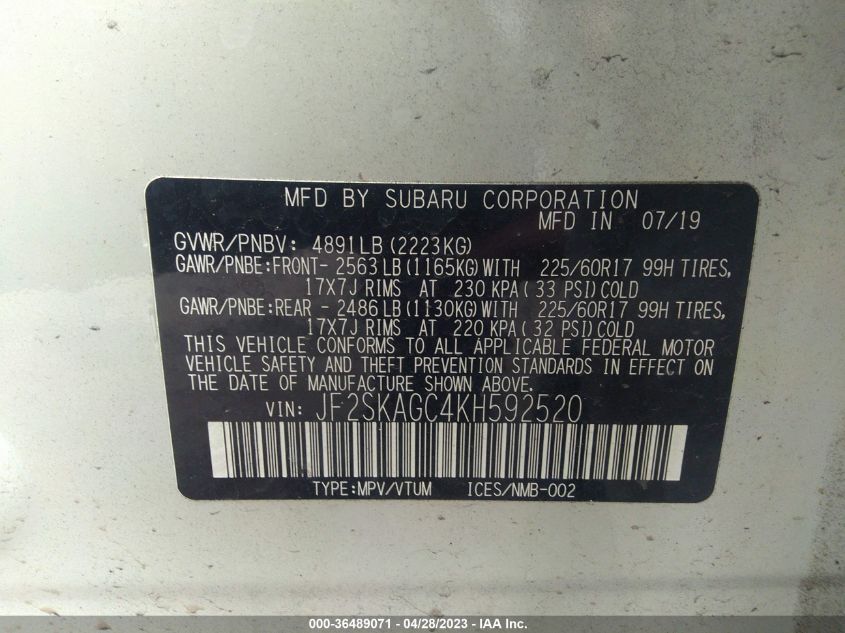 MFD BY SUBARU CORPORATION
MFD IN 07/19
GVWR/PNBV: 4891LB (2223KG)
GAWR/PNBE:FRONT- 2563 LB (1165KG) WITH 225/60R17 99H TIRES,
17X7J RIMS AT 230 KPA ( 33 PSI) COLD
GAWR/PNBE:REAR - 2486 LB (1130KG) WITH 225/60R17 99H TIRES,
17X7J RIMS AT 220 KPA ( 32 PSI) COLD
THIS VEHICLE CONFORMS TO ALL APPLICABLE FEDERAL MOTOR
VEHICLE SAFETY AND THEFT PREVENTION STANDARDS IN EFFECT ON
THE DATE OF MANUFACTURE SHOWN ABOVE.
VIN: JF2SKAGC4KH592520
TYPE:MPV/VTUM ICES/NMB-002
000-36489071 - 04/28/2023 - IAA Inc.